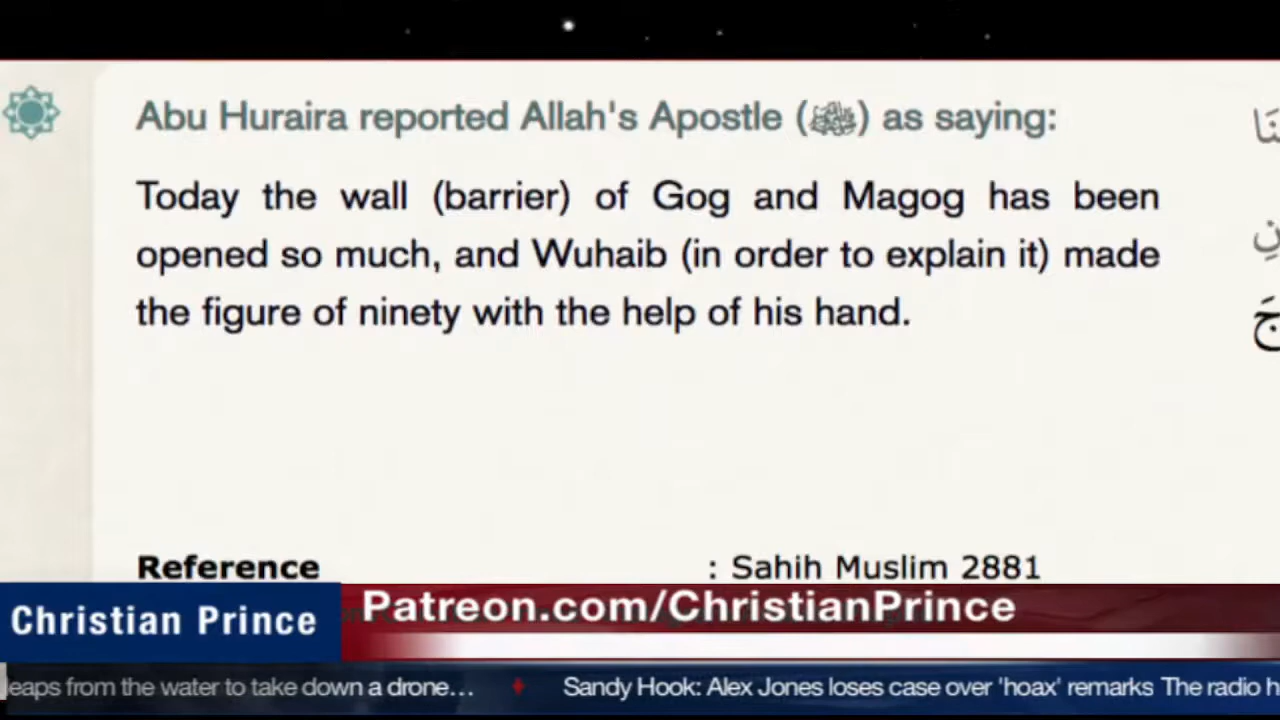 Abu Huraira reported Allah's Apostle (ﷺ) as saying:
Today the wall (barrier) of Gog and Magog has been
opened so much, and Wuhaib (in order to explain it) made
the figure of ninety with the help of his hand.
Reference : Sahih Muslim 2881
Christian Prince
Patreon.com/ChristianPrince
eaps from the water to take down a drone... Sandy Hook: Alex Jones loses case over 'hoax' remarks The radio h